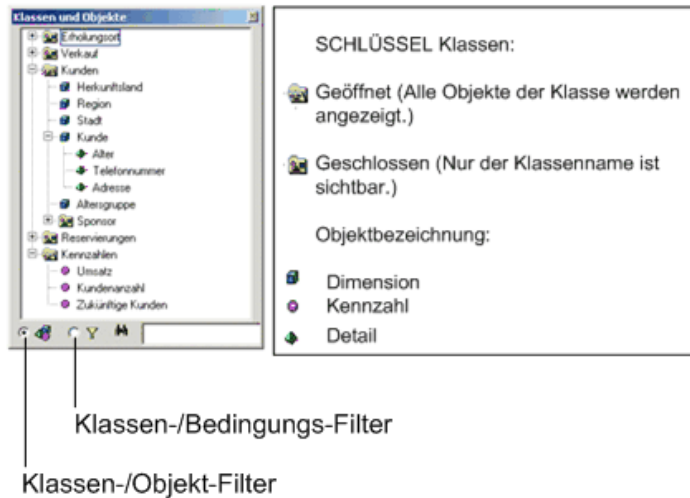 Klassen und Objekte
Erholungsort
Verkauf
Kunden
Herkunftsland
Region
Stadt
Kunde
Alter
Telefonnummer
Adresse
Altersgruppe
Sponsor
Reservierungen
Kennzahlen
Umsatz
Kundenanzahl
Zukünftige Kunden
SCHLÜSSEL Klassen:
Geöffnet (Alle Objekte der Klasse werden
angezeigt.)
Geschlossen (Nur der Klassenname ist
sichtbar.)
Objektbezeichnung:
Dimension
Kennzahl
Detail
Klassen-/Bedingungs-Filter
Klassen-/Objekt-Filter